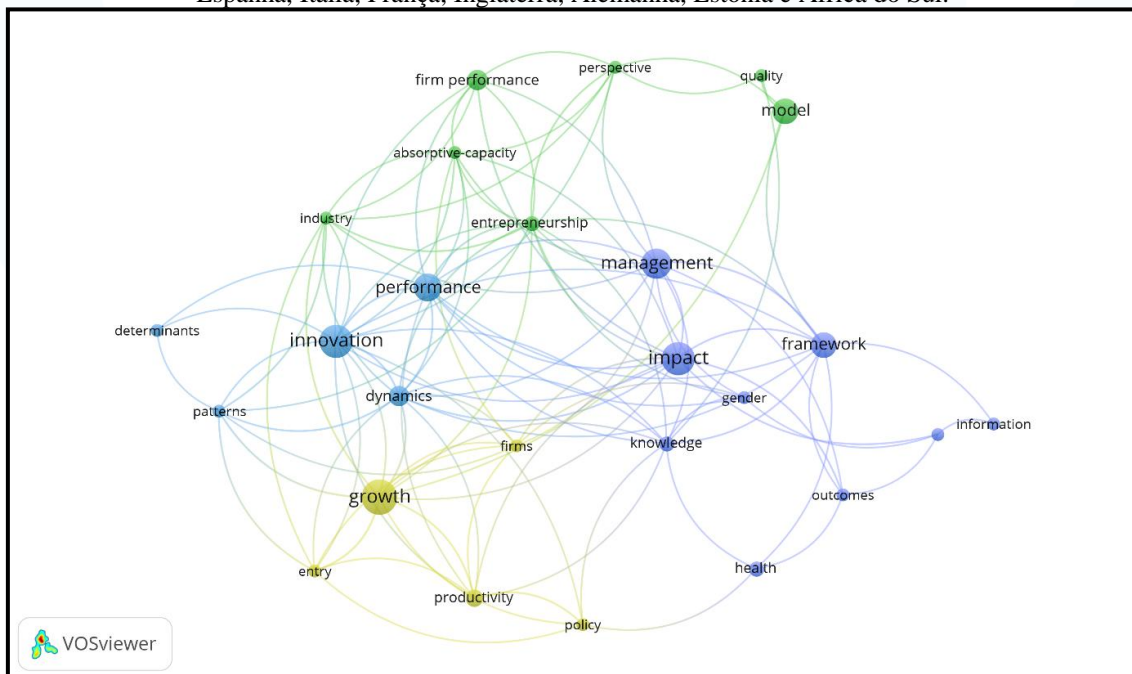 Espanha, Itália, França, Inglaterra, Alemanha, Estônia e África do Sul.
perspective
quality
firm performance
model
absorptive-capacity
industry
entrepreneurship
management
performance
determinants
innovation
framework
impact
dynamics
gender
patterns
information
firms
knowledge
growth
outcomes
entry
health
productivity
policy
VOSviewer